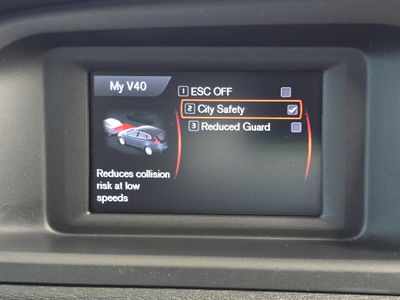 My V40
1 ESC OFF
2 City Safety
3 Reduced Guard
Reduces collision
risk at low
speeds